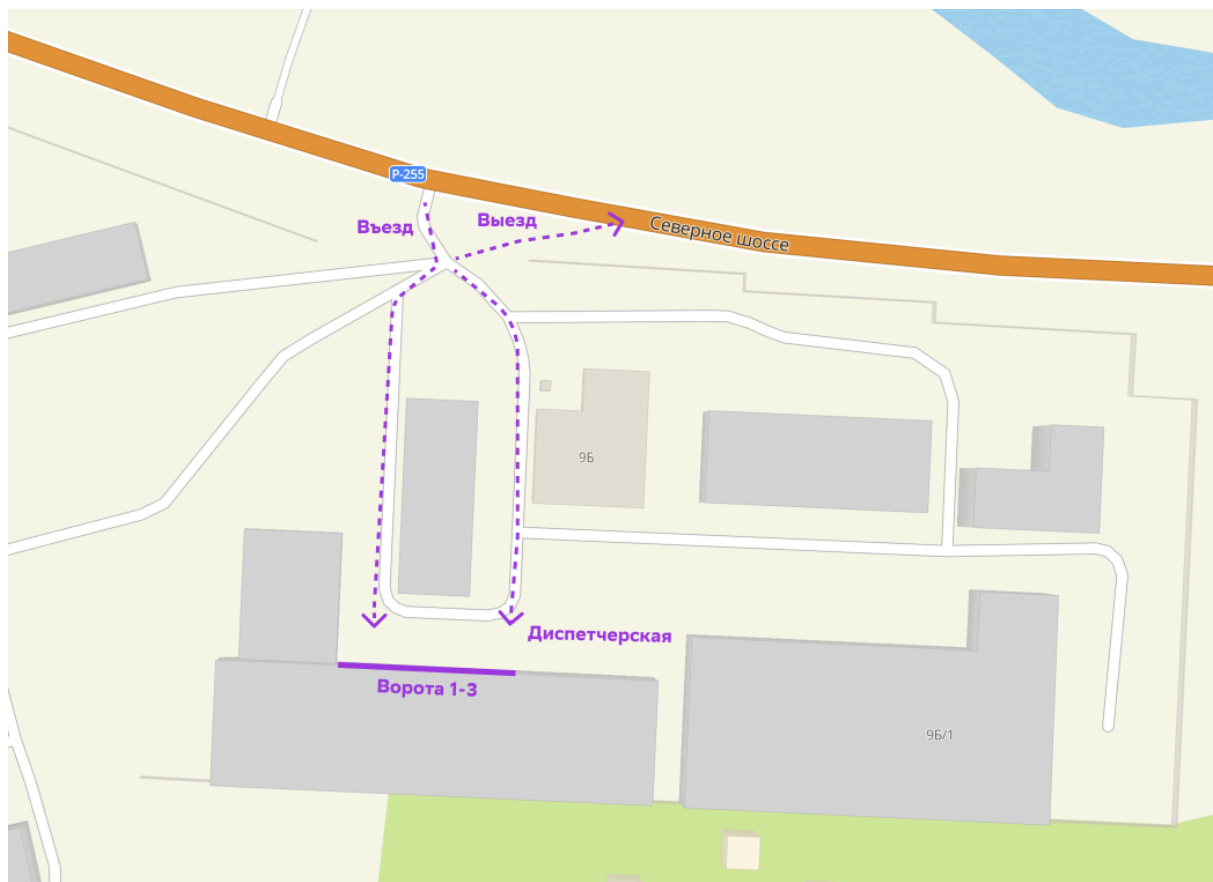 Р-255
Въезд
Выезд
Северное шоссе
9Б
Диспетчерская
Ворота 1-3
9Б/1